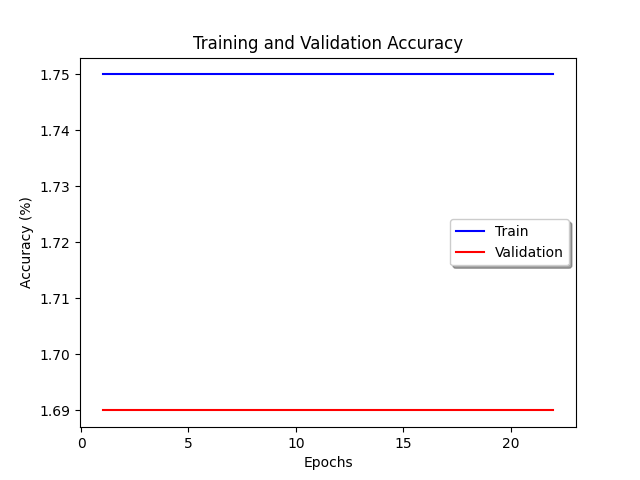 Training and Validation Accuracy
Accuracy (%)
1.75
1.74
1.73
1.72
1.71
1.70
1.69
Train
Validation
0
5
10
15
20
Epochs